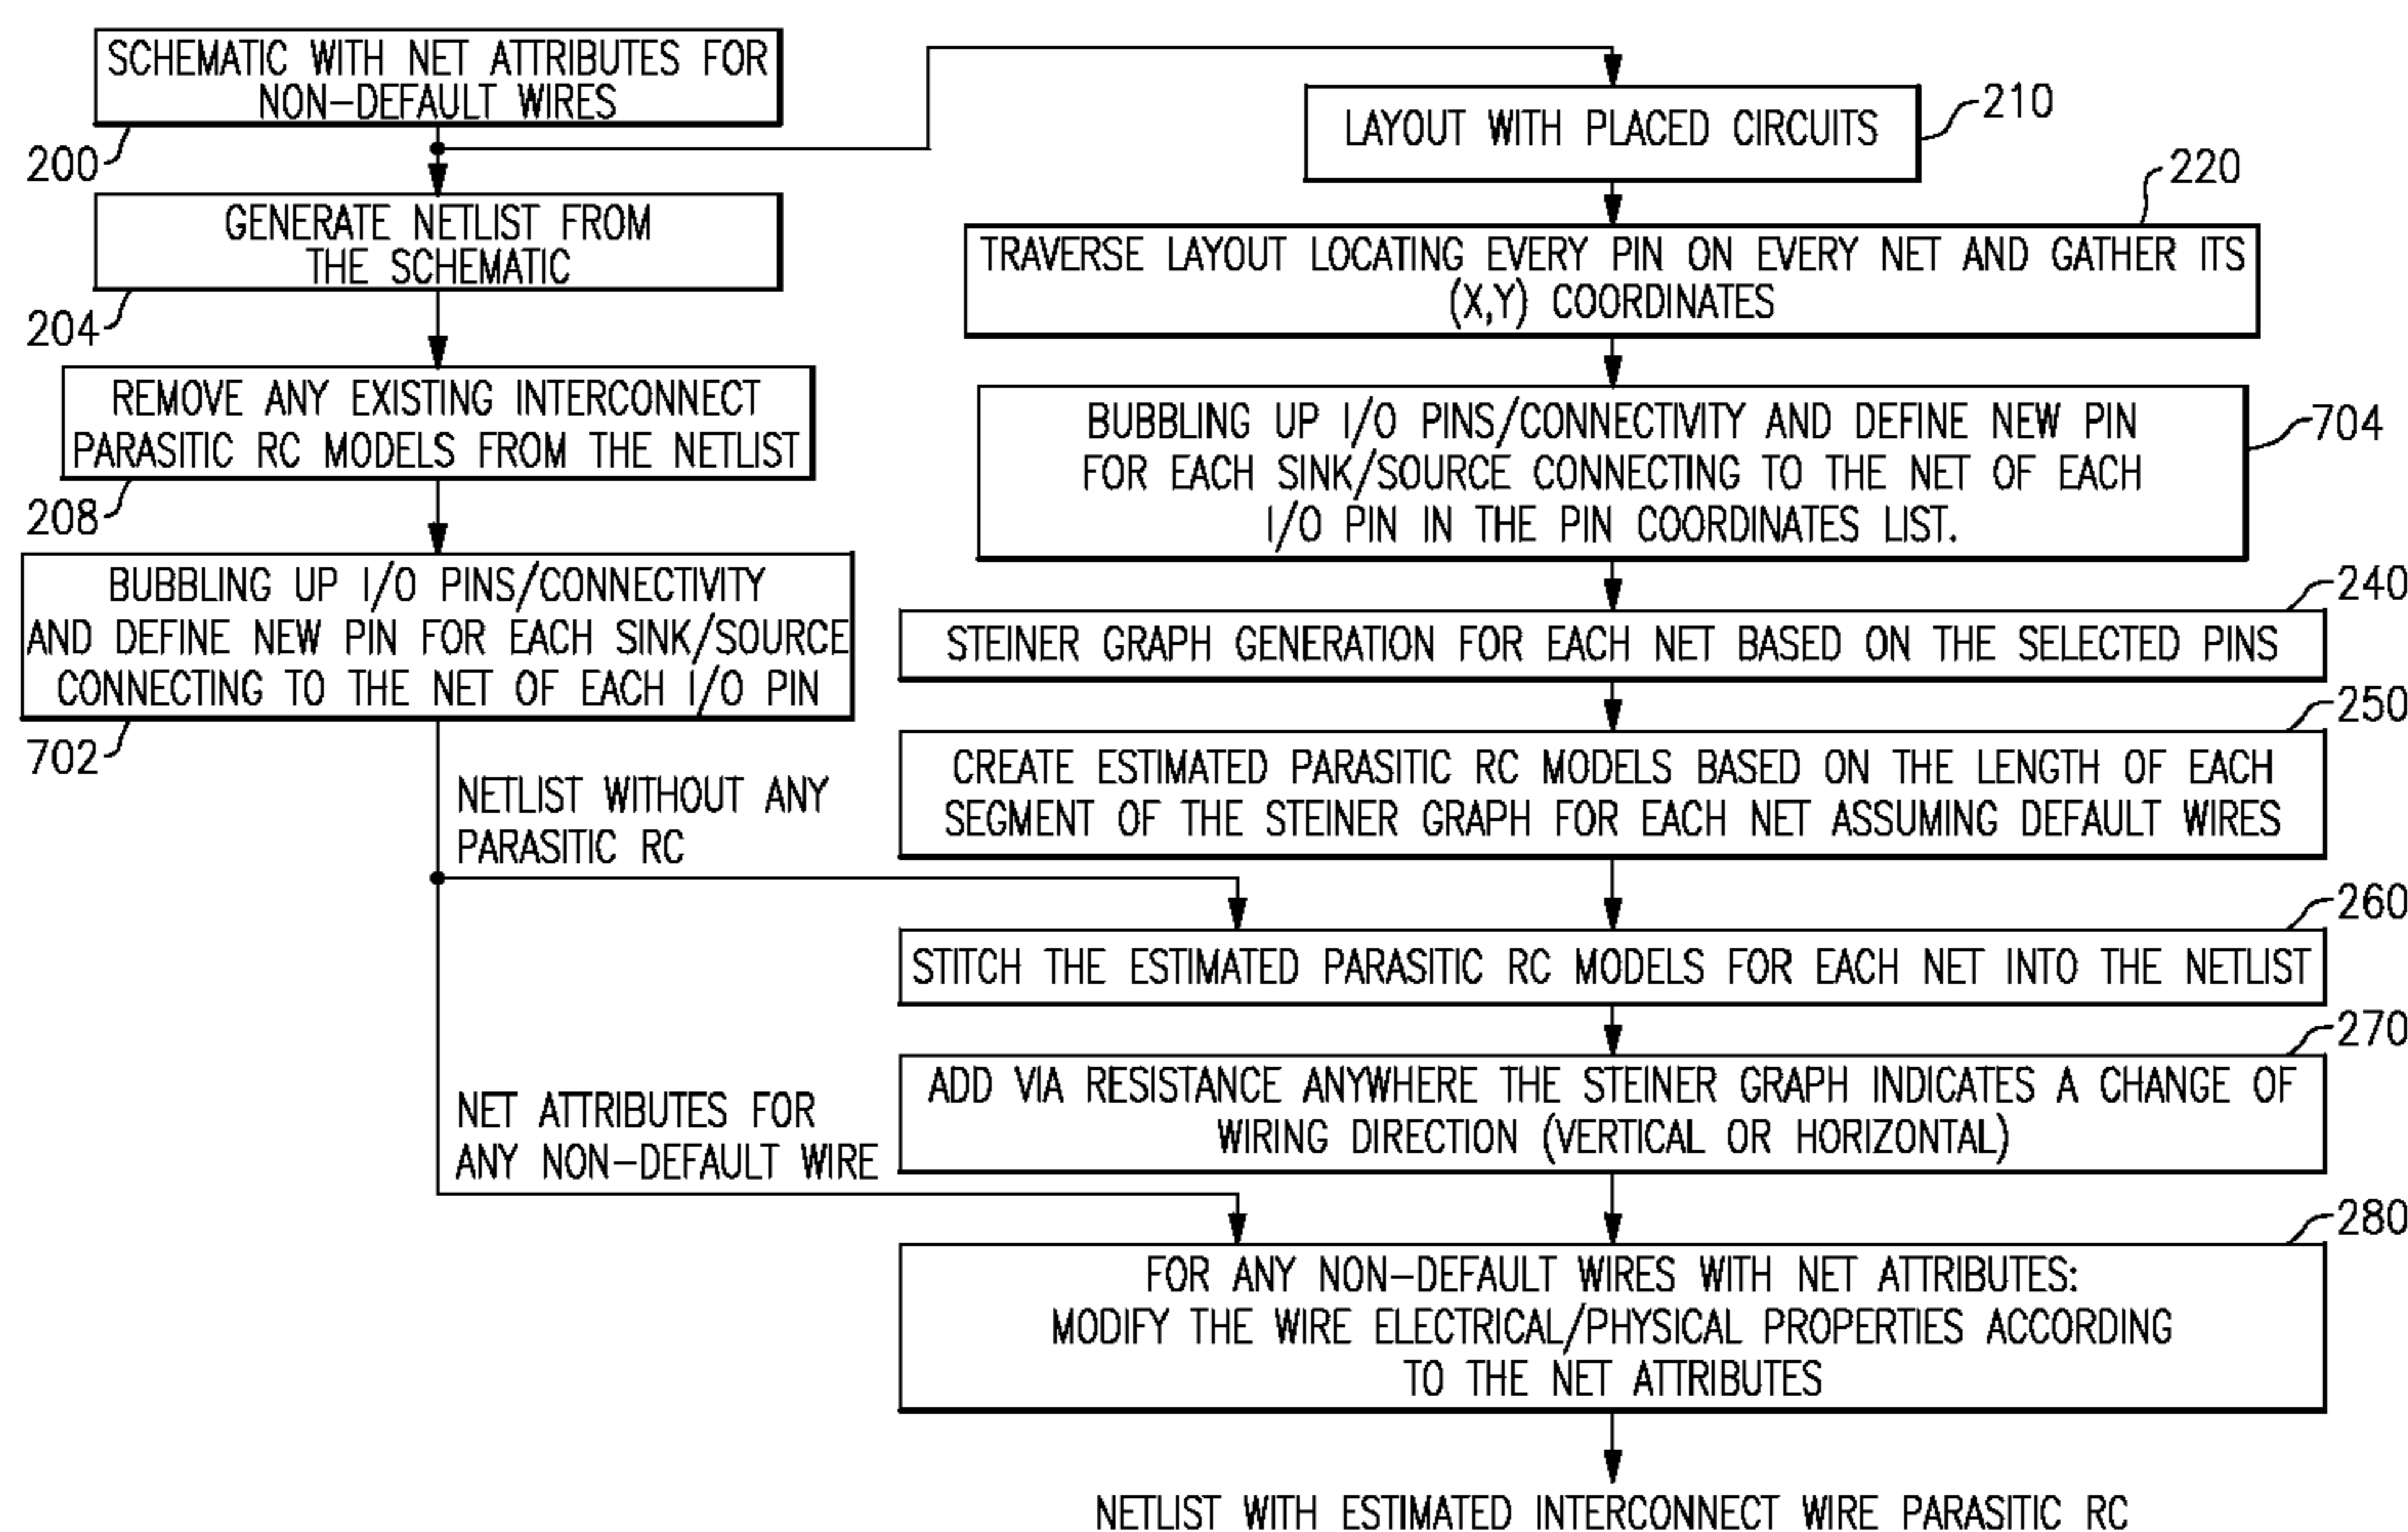 SCHEMATIC WITH NET ATTRIBUTES FOR
NON-DEFAULT WIRES
200
GENERATE NETLIST FROM
THE SCHEMATIC
204
REMOVE ANY EXISTING INTERCONNECT
PARASITIC RC MODELS FROM THE NETLIST
208
BUBBLING UP I/O PINS/CONNECTIVITY
AND DEFINE NEW PIN FOR EACH SINK/SOURCE
CONNECTING TO THE NET OF EACH I/O PIN
702
NETLIST WITHOUT ANY
PARASITIC RC
NET ATTRIBUTES FOR
ANY NON-DEFAULT WIRE
LAYOUT WITH PLACED CIRCUITS
210
220
TRAVERSE LAYOUT LOCATING EVERY PIN ON EVERY NET AND GATHER ITS
(X,Y) COORDINATES
BUBBLING UP I/O PINS/CONNECTIVITY AND DEFINE NEW PIN
FOR EACH SINK/SOURCE CONNECTING TO THE NET OF EACH
I/O PIN IN THE PIN COORDINATES LIST.
704
240
STEINER GRAPH GENERATION FOR EACH NET BASED ON THE SELECTED PINS
250
CREATE ESTIMATED PARASITIC RC MODELS BASED ON THE LENGTH OF EACH
SEGMENT OF THE STEINER GRAPH FOR EACH NET ASSUMING DEFAULT WIRES
260
STITCH THE ESTIMATED PARASITIC RC MODELS FOR EACH NET INTO THE NETLIST
270
ADD VIA RESISTANCE ANYWHERE THE STEINER GRAPH INDICATES A CHANGE OF
WIRING DIRECTION (VERTICAL OR HORIZONTAL)
280
FOR ANY NON-DEFAULT WIRES WITH NET ATTRIBUTES:
MODIFY THE WIRE ELECTRICAL/PHYSICAL PROPERTIES ACCORDING
TO THE NET ATTRIBUTES
NETLIST WITH ESTIMATED INTERCONNECT WIRE PARASITIC RC